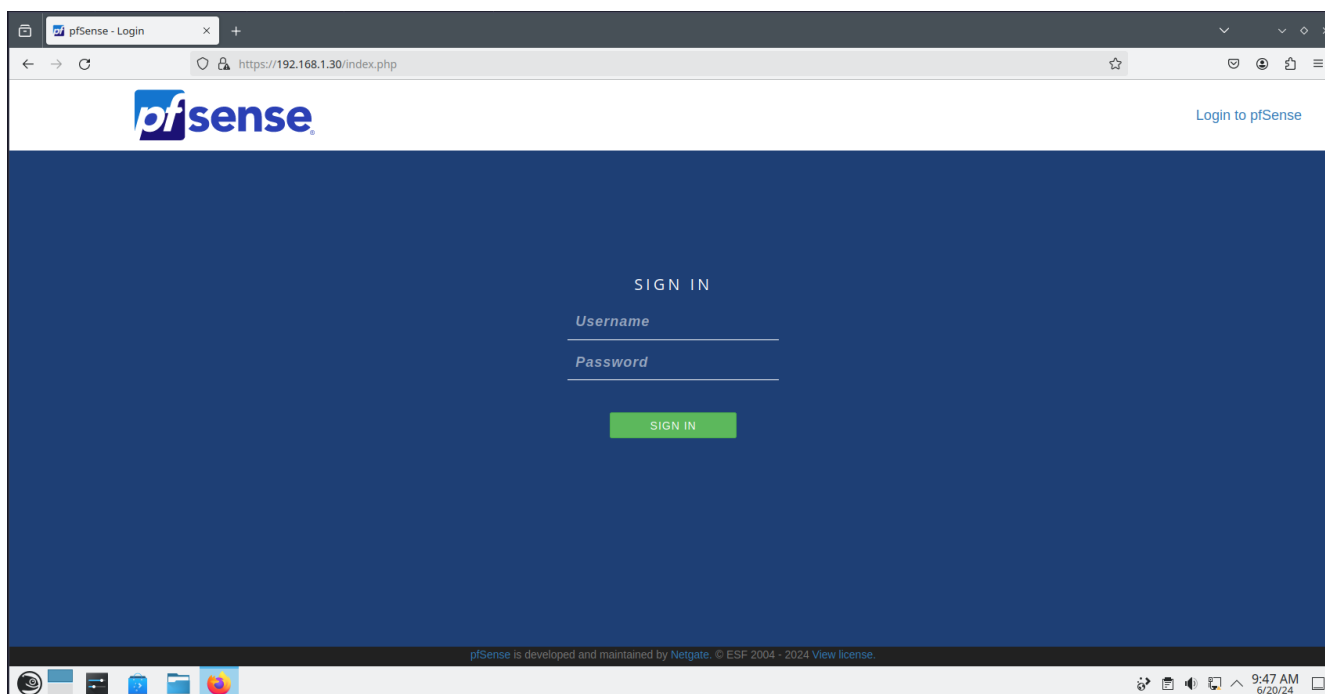 pfSense - Login
https://192.168.1.30/index.php
pfsense®
Login to pfSense
SIGN IN
Username
Password
SIGN IN
pfSense is developed and maintained by Netgate. © ESF 2004 - 2024 View license.
9:47 AM
6/20/24